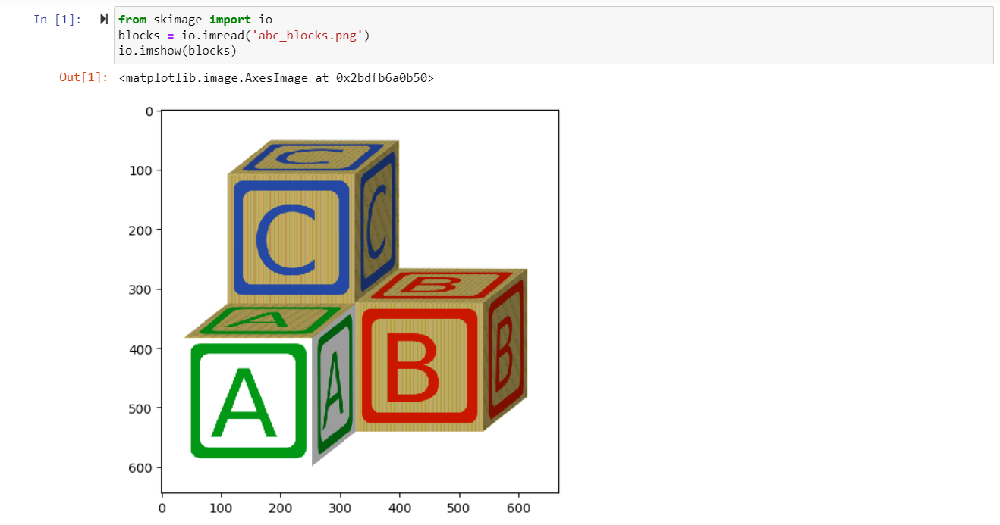 In [1]:
from skimage import io
blocks = io.imread('abc_blocks.png')
io.imshow(blocks)
Out[1]: <matplotlib.image.AxesImage at 0x2bdfb6a0b50>
0
100
200
300
400
500
600
C
C
C
B
A
A
A
B
B
0 100 200 300 400 500 600